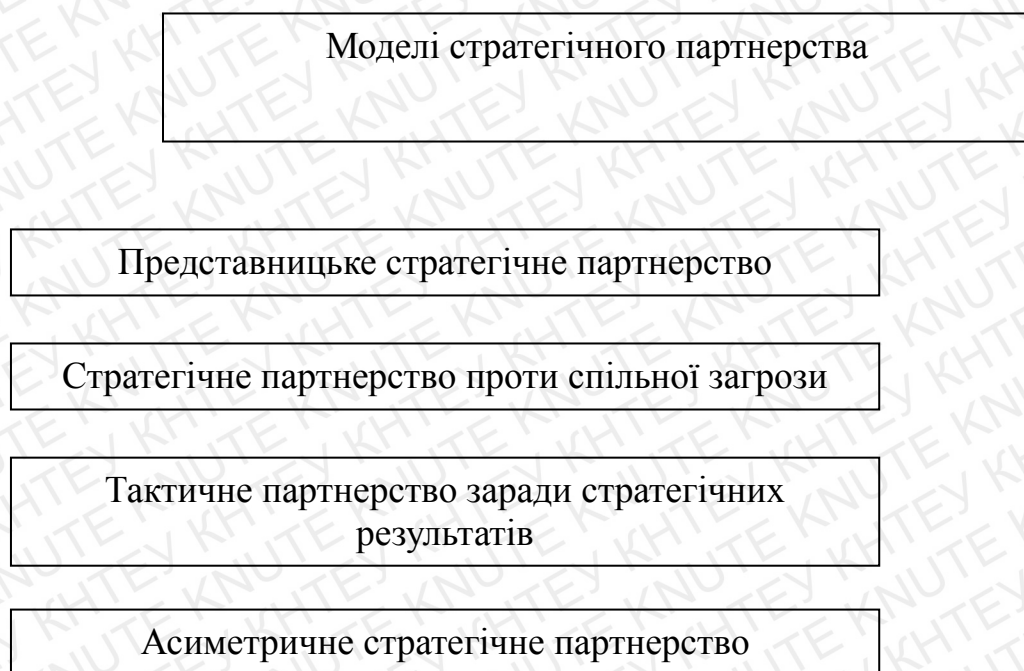 Моделі стратегічного партнерства
Представницьке стратегічне партнерство
Стратегічне партнерство проти спільної загрози
Тактичне партнерство заради стратегічних
результатів
Асиметричне стратегічне партнерство